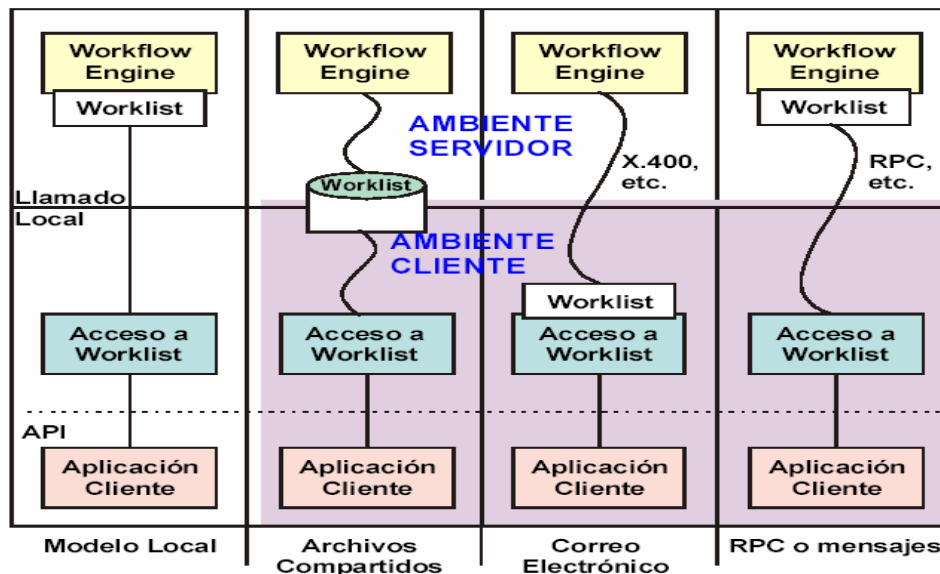 Workflow
Engine
Worklist
Workflow
Engine
Workflow
Engine
Workflow
Engine
Worklist
AMBIENTE
SERVIDOR
X.400,
etc.
RPC,
etc.
Worklist
Llamado
Local
AMBIENTE
CLIENTE
Worklist
Acceso a
Worklist
Acceso a
Worklist
Acceso a
Worklist
Acceso a
Worklist
API
Aplicación
Cliente
Aplicación
Cliente
Aplicación
Cliente
Aplicación
Cliente
Modelo Local
Archivos
Compartidos
Correo
Electrónico
RPC o mensajes